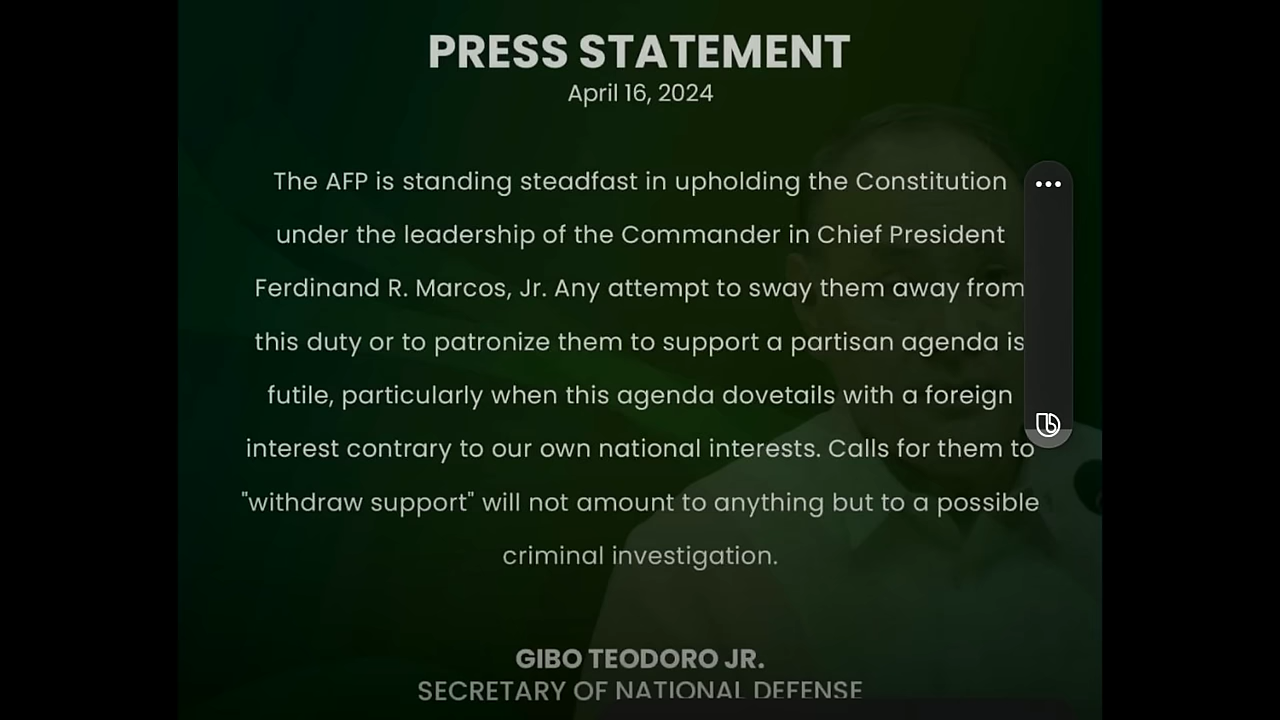 PRESS STATEMENT
April 16, 2024
The AFP is standing steadfast in upholding the Constitution
under the leadership of the Commander in Chief President
Ferdinand R. Marcos, Jr. Any attempt to sway them away from
this duty or to patronize them to support a partisan agenda is
futile, particularly when this agenda dovetails with a foreign
interest contrary to our own national interests. Calls for them to
"withdraw support" will not amount to anything but to a possible
criminal investigation.
GIBO TEODORO JR.
SECRETARY OF NATIONAL DEFENSE